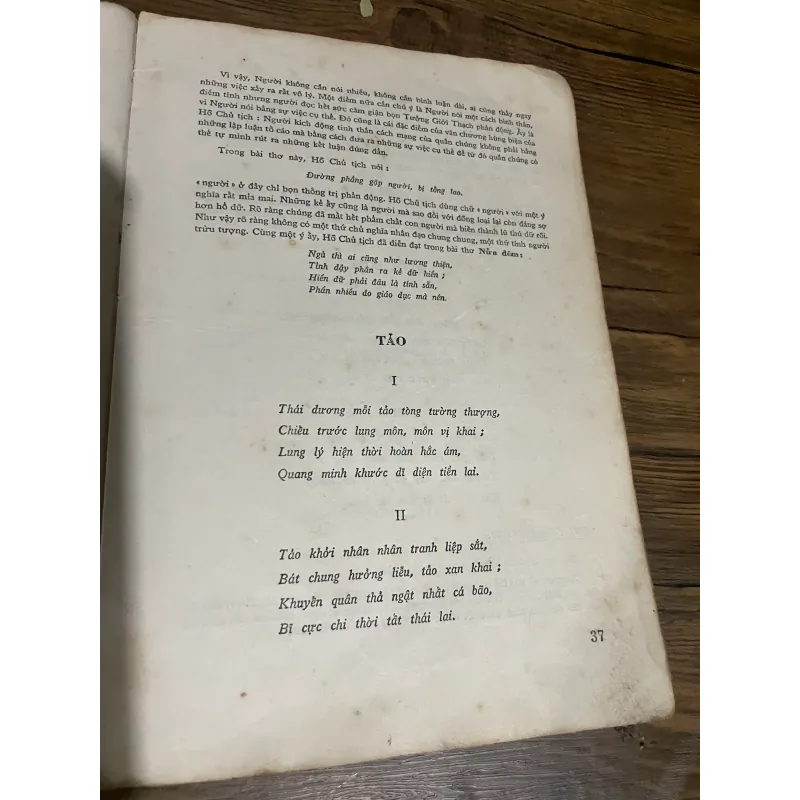 Vì vậy, Người không cần nói nhiều, không cần bình luận dài, ai cũng thấy ngay
những việc xảy ra rất vô lý. Một điểm nữa cần chú ý là Người nói một cách bình thản,
điềm tĩnh nhưng người đọc hết sức căm giận bọn Tưởng Giới Thạch phản động. Ấy là
vì Người nói bằng sự việc cụ thể. Đó cũng là cái đặc điểm của văn chương hùng biện của
Hồ Chủ tịch : Người kích động tinh thần cách mạng của quần chúng không phải bằng
những lập luận tố cáo mà bằng cách đưa ra những sự việc cụ thể để từ đó quần chúng có
thể tự mình rút ra những kết luận đúng đắn.
Trong bài thơ này, Hồ Chủ tịch nói :
Đường phẳng gộp người, bị tống lao.
« người » ở đây chỉ bọn thống trị phản động. Hồ Chủ tịch dùng chữ « người » với một ý
nghĩa rất mỉa mai. Những kẻ ấy cũng là người mà sao đối với đồng loại lại còn đáng sợ
hơn hổ dữ. Rõ ràng chúng đã mất hết phẩm chất con người mà biến thành lũ thú dữ rồi.
Như vậy rõ ràng không có một thứ chủ nghĩa nhân đạo chung chung, một thứ tình người
trừu tượng. Cùng một ý ấy, Hồ Chủ tịch đã diễn đạt trong bài thơ Nửa đêm:
Ngủ thì ai cũng như lương thiện,
Tỉnh dậy phân ra kẻ dữ hiền ;
Hiền dữ phải đâu là tính sẵn,
Phần nhiều do giáo dục mà nên.
TẢO
I
Thái dương mỗi tảo tòng tường thượng,
Chiếu trước lung môn, môn vị khai ;
Lung lý hiện thời hoàn hắc ám,
Quang minh khước dĩ diện tiền lai.
II
Tảo khởi nhân nhân tranh liệp sắt,
Bát chung hưởng liễu, tảo xan khai ;
Khuyến quân thả ngật nhất cá bão,
Bĩ cực chi thời tất thái lai.
37